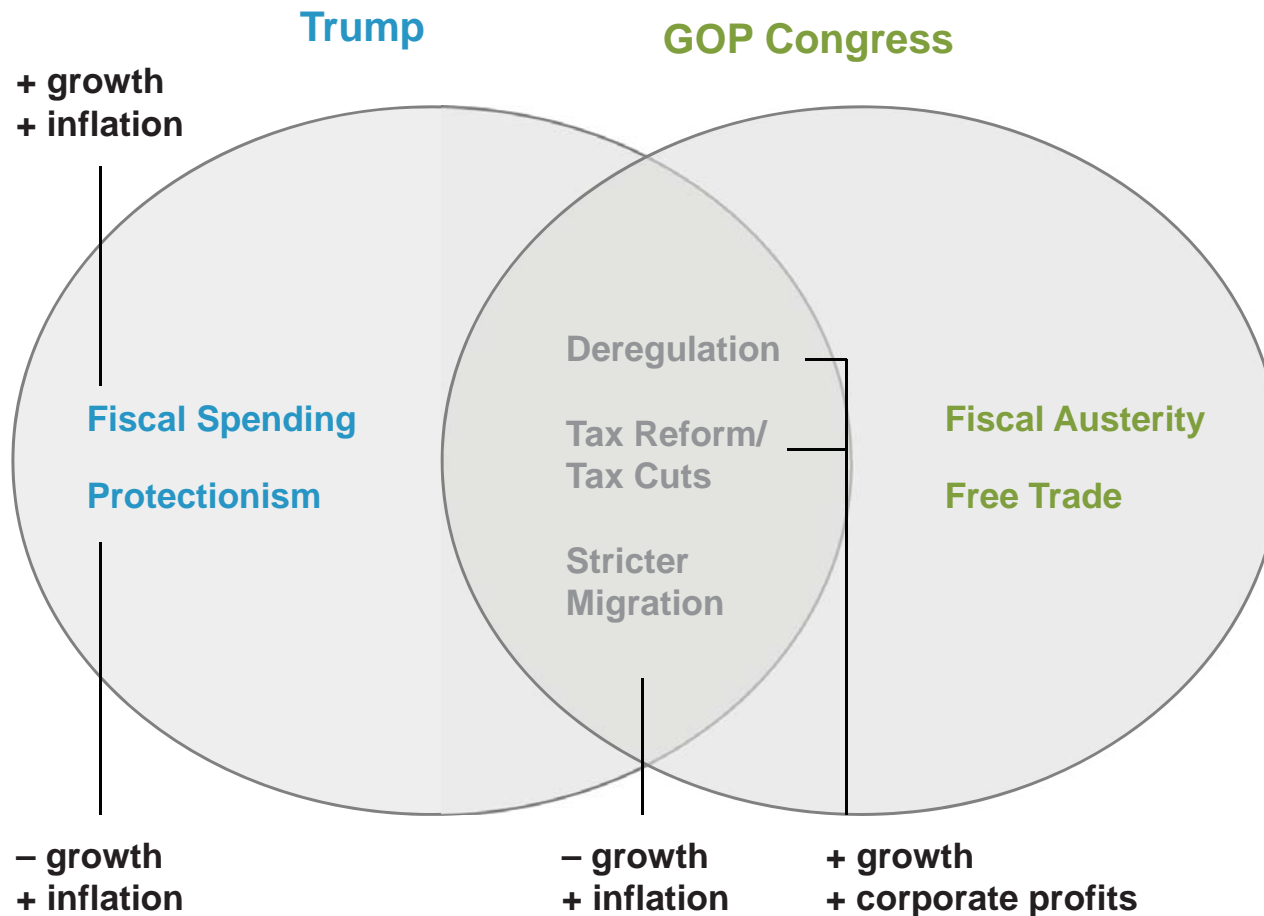 Trump
GOP Congress
+ growth
+ inflation
Fiscal Spending
Protectionism
Deregulation
Tax Reform/
Tax Cuts
Stricter
Migration
Fiscal Austerity
Free Trade
– growth
+ inflation
– growth
+ inflation
+ growth
+ corporate profits